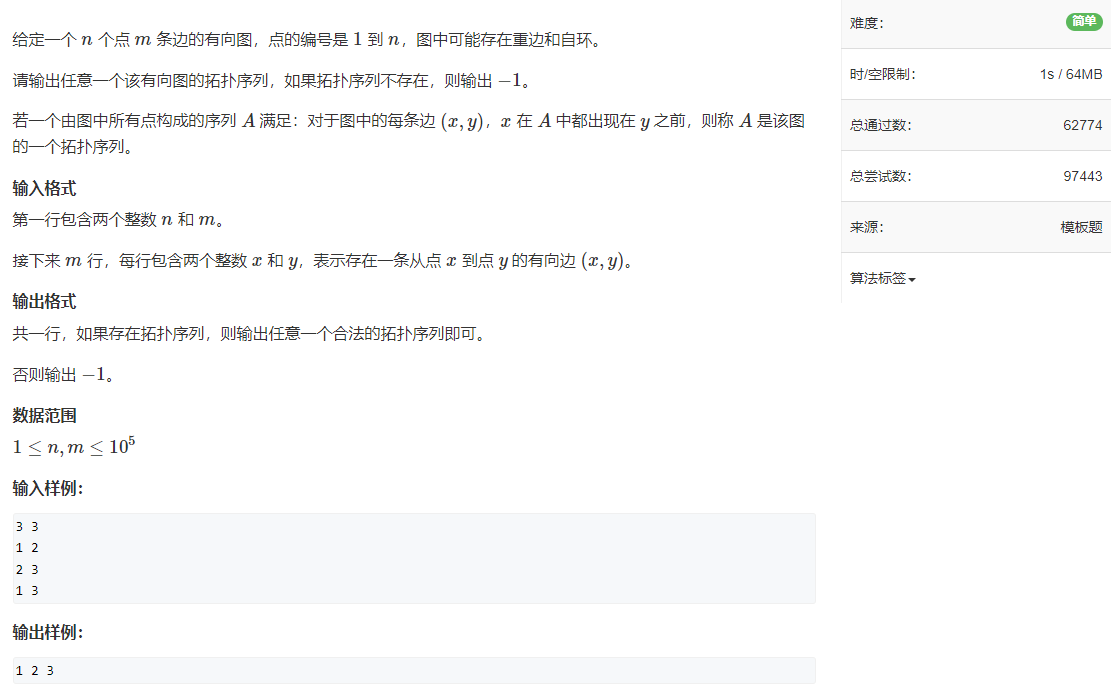 给定一个 n 个点 m 条边的有向图，点的编号是 1 到 n，图中可能存在重边和自环。
请输出任意一个该有向图的拓扑序列，如果拓扑序列不存在，则输出 −1。
若一个由图中所有点构成的序列 A 满足：对于图中的每条边 (x, y)，x 在 A 中都出现在 y 之前，则称 A 是该图
的一个拓扑序列。
输入格式
第一行包含两个整数 n 和 m。
接下来 m 行，每行包含两个整数 x 和 y，表示存在一条从点 x 到点 y 的有向边 (x, y)。
输出格式
共一行，如果存在拓扑序列，则输出任意一个合法的拓扑序列即可。
否则输出 −1。
数据范围
1 ≤ n, m ≤ 10⁵
输入样例：
3 3
1 2
2 3
1 3
输出样例：
1 2 3
难度： 简单
时/空限制： 1s / 64MB
总通过数： 62774
总尝试数： 97443
来源： 模板题
算法标签